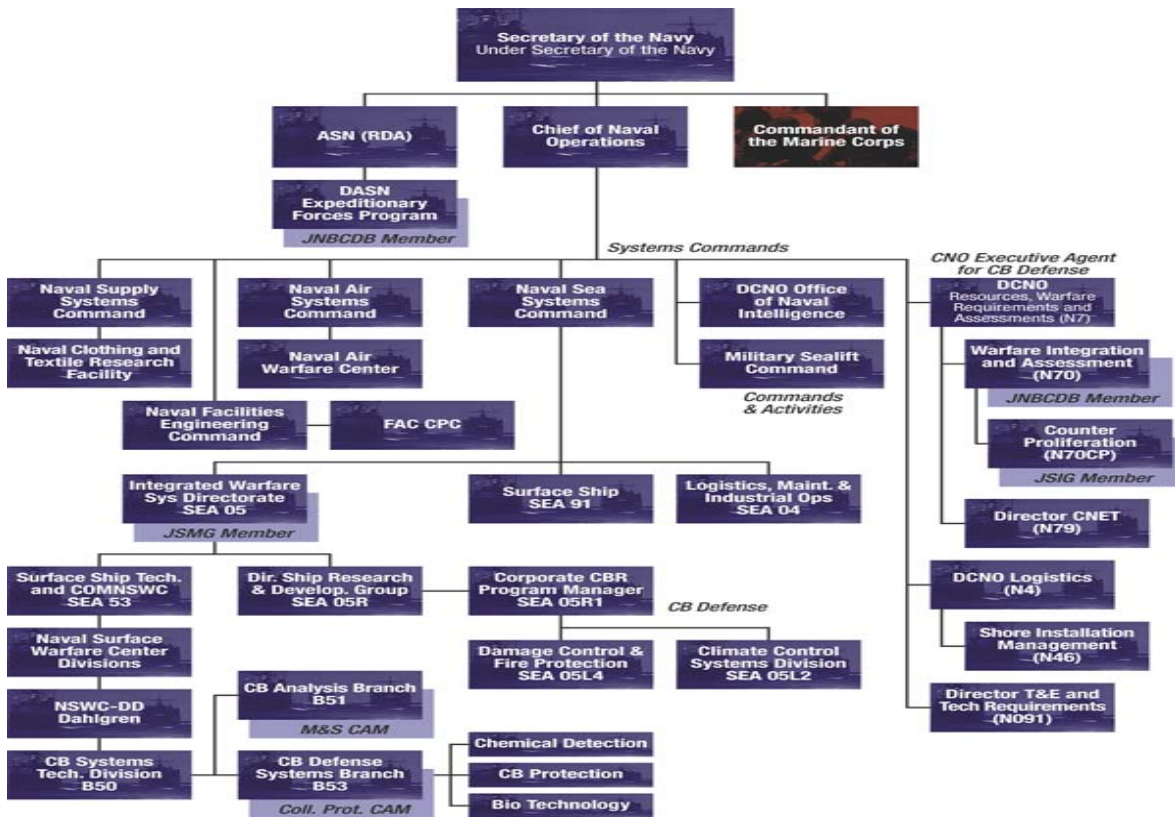 Secretary of the Navy
Under Secretary of the Navy
ASN (RDA)
Chief of Naval
Operations
Commandant of
the Marine Corps
DASN
Expeditionary
Forces Program
JNBCDB Member
Systems Commands
CNO Executive Agent
for CB Defense
Naval Supply
Systems
Command
Naval Air
Systems
Command
Naval Sea
Systems
Command
DCNO Office
of Naval
Intelligence
DCNO
Resources, Warfare
Requirements and
Assessments (N7)
Naval Clothing and
Textile Research
Facility
Naval Air
Warfare Center
Military Sealift
Command
Commands
& Activities
Warfare Integration
and Assessment
(N70)
JNBCDB Member
Naval Facilities
Engineering
Command
FAC CPC
Counter
Proliferation
(N70CP)
JSIG Member
Integrated Warfare
Sys Directorate
SEA 05
JSMG Member
Surface Ship
SEA 91
Logistics, Maint. &
Industrial Ops
SEA 04
Director CNET
(N79)
Surface Ship Tech.
and COMNSWC
SEA 53
Dir. Ship Research
& Develop. Group
SEA 05R
Corporate CBR
Program Manager
SEA 05R1
CB Defense
DCNO Logistics
(N4)
Naval Surface
Warfare Center
Divisions
Damage Control &
Fire Protection
SEA 05L4
Climate Control
Systems Division
SEA 05L2
Shore Installation
Management
(N46)
NSWC-DD
Dahlgren
CB Analysis Branch
B51
M&S CAM
Director T&E and
Tech Requirements
(N091)
CB Systems
Tech. Division
B50
CB Defense
Systems Branch
B53
Coll. Prot. CAM
Chemical Detection
CB Protection
Bio Technology